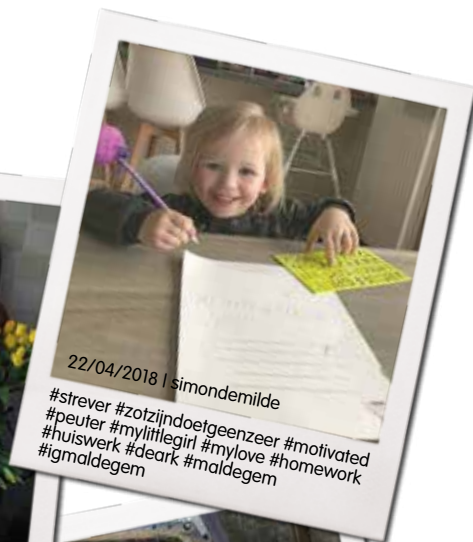 22/04/2018 | simondemilde
#strever #zotzijndoetgeenzeer #motivated
#peuter #mylittlegirl #mylove #homework
#huiswerk #deark #maldegem
#igmaldegem